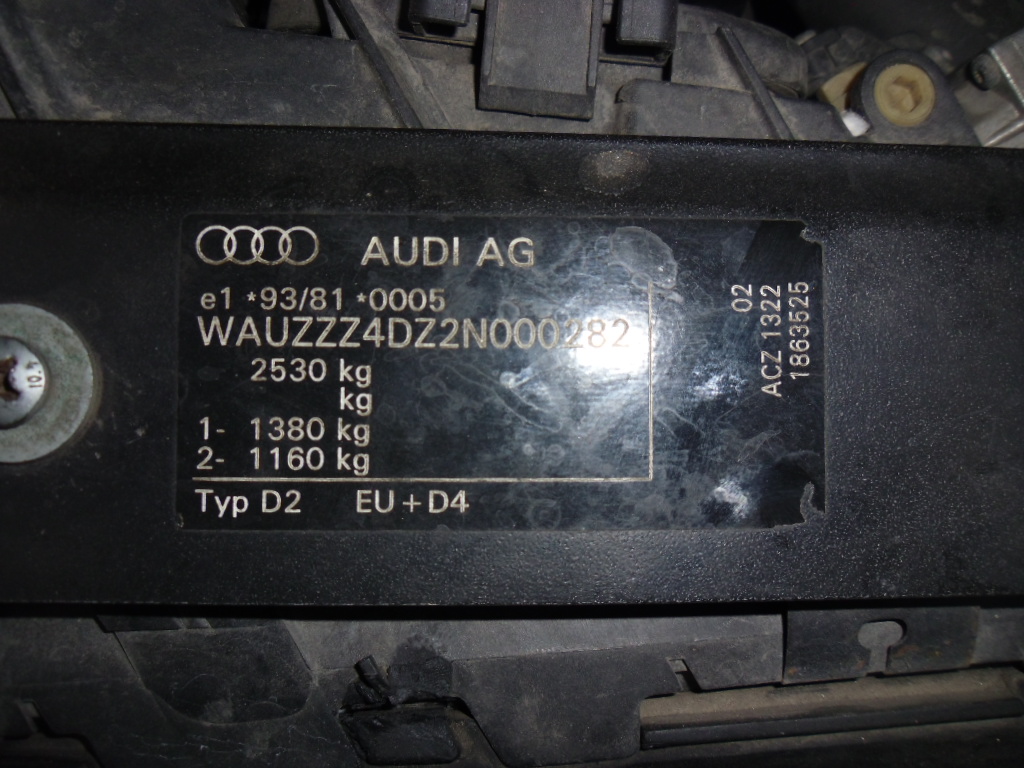 AUDI AG
e1 *93/81 *0005
WAUZZZ4DZ2N000282
2530 kg
kg
1- 1380 kg
2- 1160 kg
Typ D2 EU + D4
02
ACZ 1322
1863525
10.